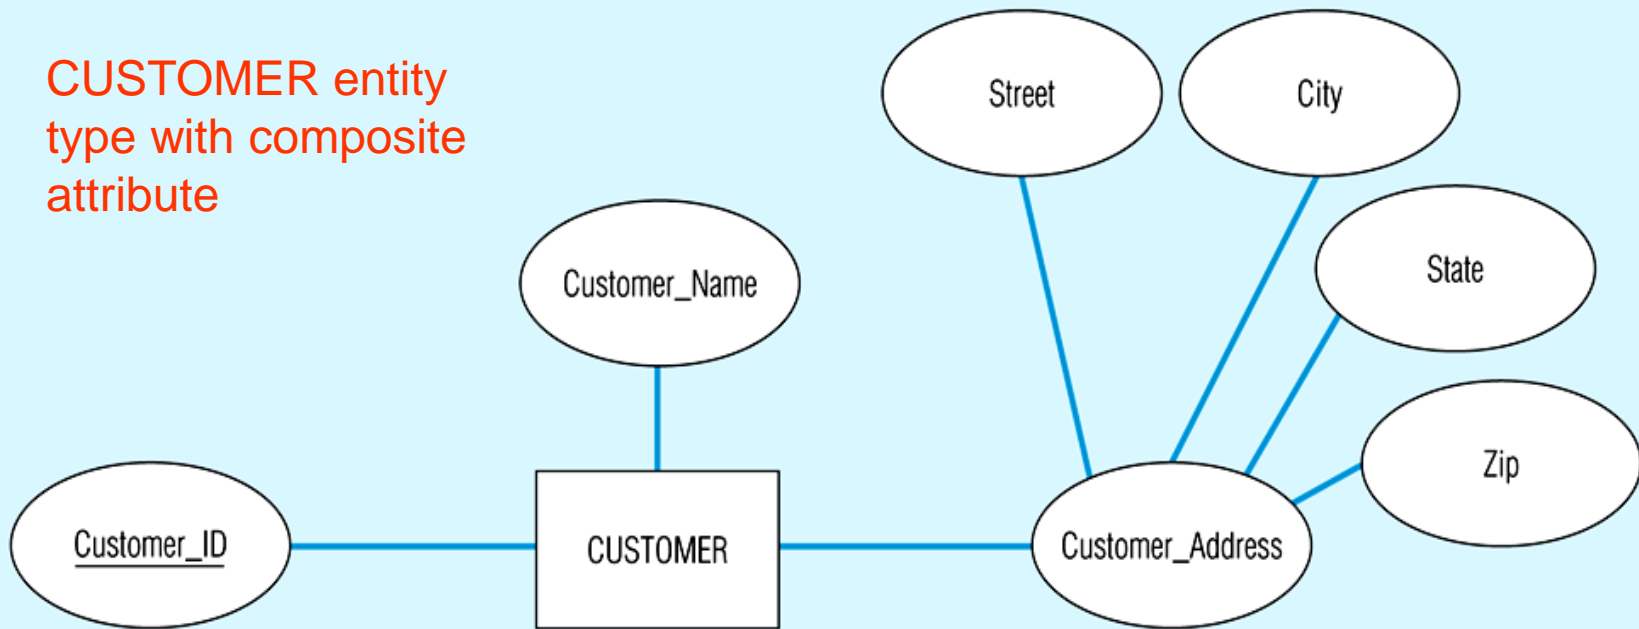 CUSTOMER entity
type with composite
attribute
Street
City
State
Customer_Name
Zip
Customer_ID
CUSTOMER
Customer_Address